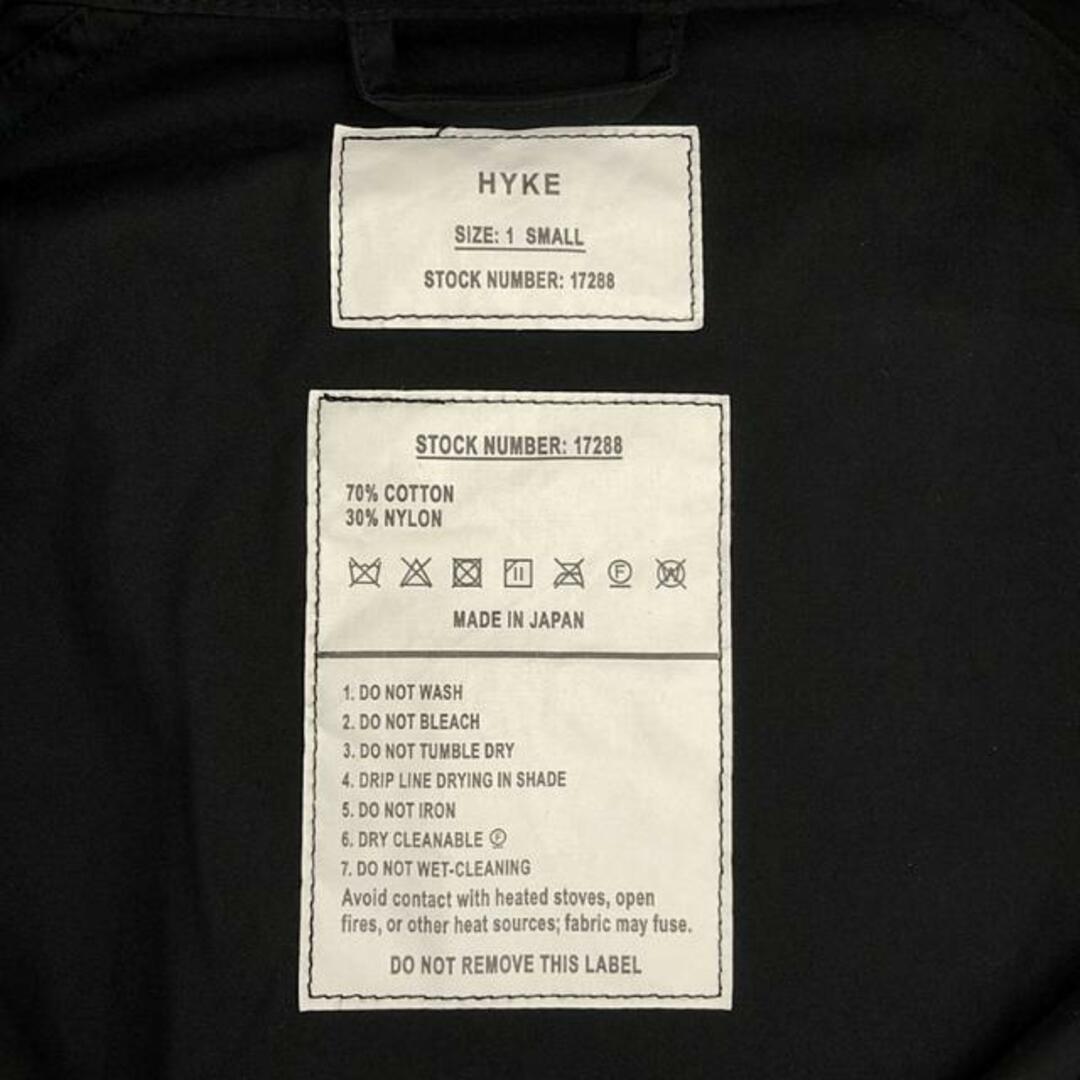 HYKE
SIZE: 1 SMALL
STOCK NUMBER: 17288
STOCK NUMBER: 17288
70% COTTON
30% NYLON
F W
MADE IN JAPAN
1. DO NOT WASH
2. DO NOT BLEACH
3. DO NOT TUMBLE DRY
4. DRIP LINE DRYING IN SHADE
5. DO NOT IRON
6. DRY CLEANABLE Ⓕ
7. DO NOT WET-CLEANING
Avoid contact with heated stoves, open
fires, or other heat sources; fabric may fuse.
DO NOT REMOVE THIS LABEL